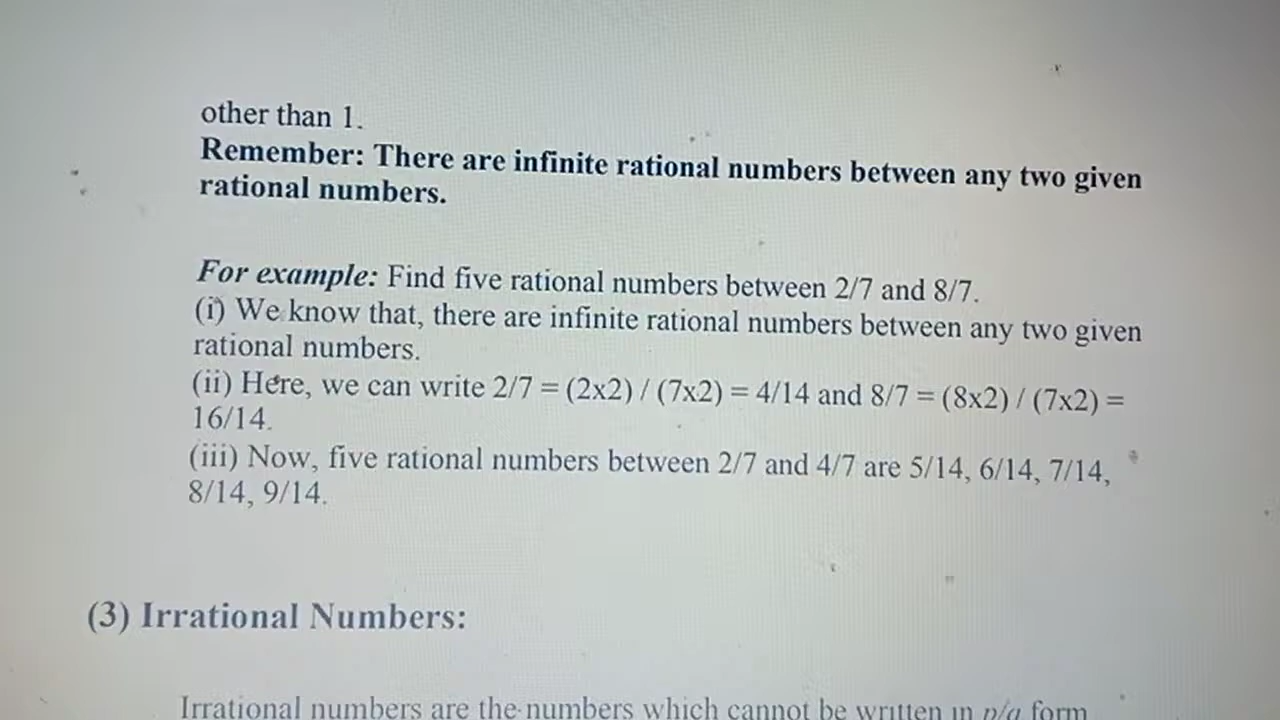 other than 1.
Remember: There are infinite rational numbers between any two given
rational numbers.
For example: Find five rational numbers between 2/7 and 8/7.
(i) We know that, there are infinite rational numbers between any two given
rational numbers.
(ii) Here, we can write 2/7 = (2x2) / (7x2) = 4/14 and 8/7 = (8x2) / (7x2) =
16/14.
(iii) Now, five rational numbers between 2/7 and 4/7 are 5/14, 6/14, 7/14,
8/14, 9/14.
(3) Irrational Numbers:
Irrational numbers are the numbers which cannot be written in p/q form